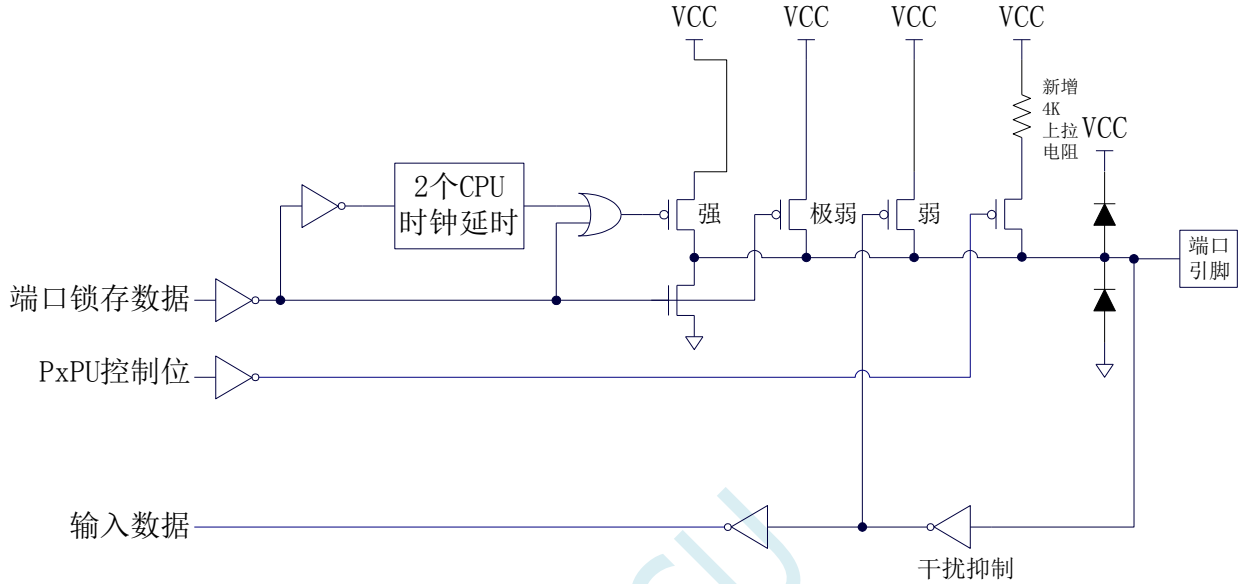 VCC
VCC
VCC
VCC
新增
4K
上拉
电阻
VCC
2个CPU
时钟延时
强
极弱
弱
端口
引脚
端口锁存数据
PxPU控制位
输入数据
干扰抑制
CU